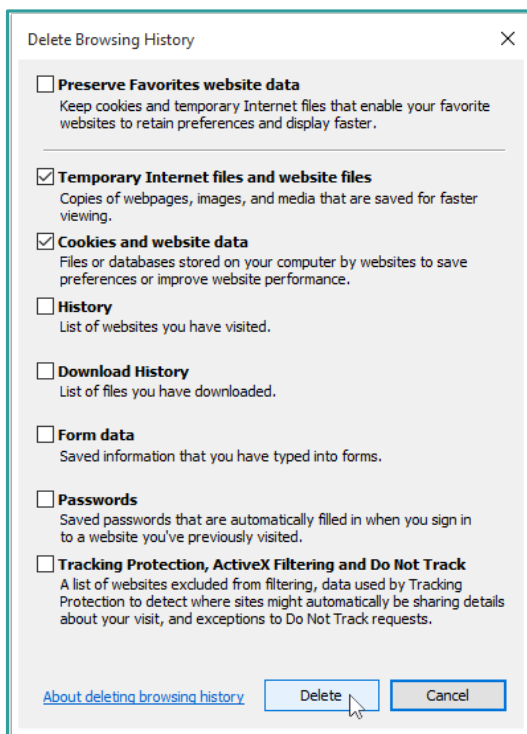 Delete Browsing History
Preserve Favorites website data
Keep cookies and temporary Internet files that enable your favorite
websites to retain preferences and display faster.
Temporary Internet files and website files
Copies of webpages, images, and media that are saved for faster
viewing.
Cookies and website data
Files or databases stored on your computer by websites to save
preferences or improve website performance.
History
List of websites you have visited.
Download History
List of files you have downloaded.
Form data
Saved information that you have typed into forms.
Passwords
Saved passwords that are automatically filled in when you sign in
to a website you've previously visited.
Tracking Protection, ActiveX Filtering and Do Not Track
A list of websites excluded from filtering, data used by Tracking
Protection to detect where sites might automatically be sharing details
about your visit, and exceptions to Do Not Track requests.
About deleting browsing history Delete Cancel